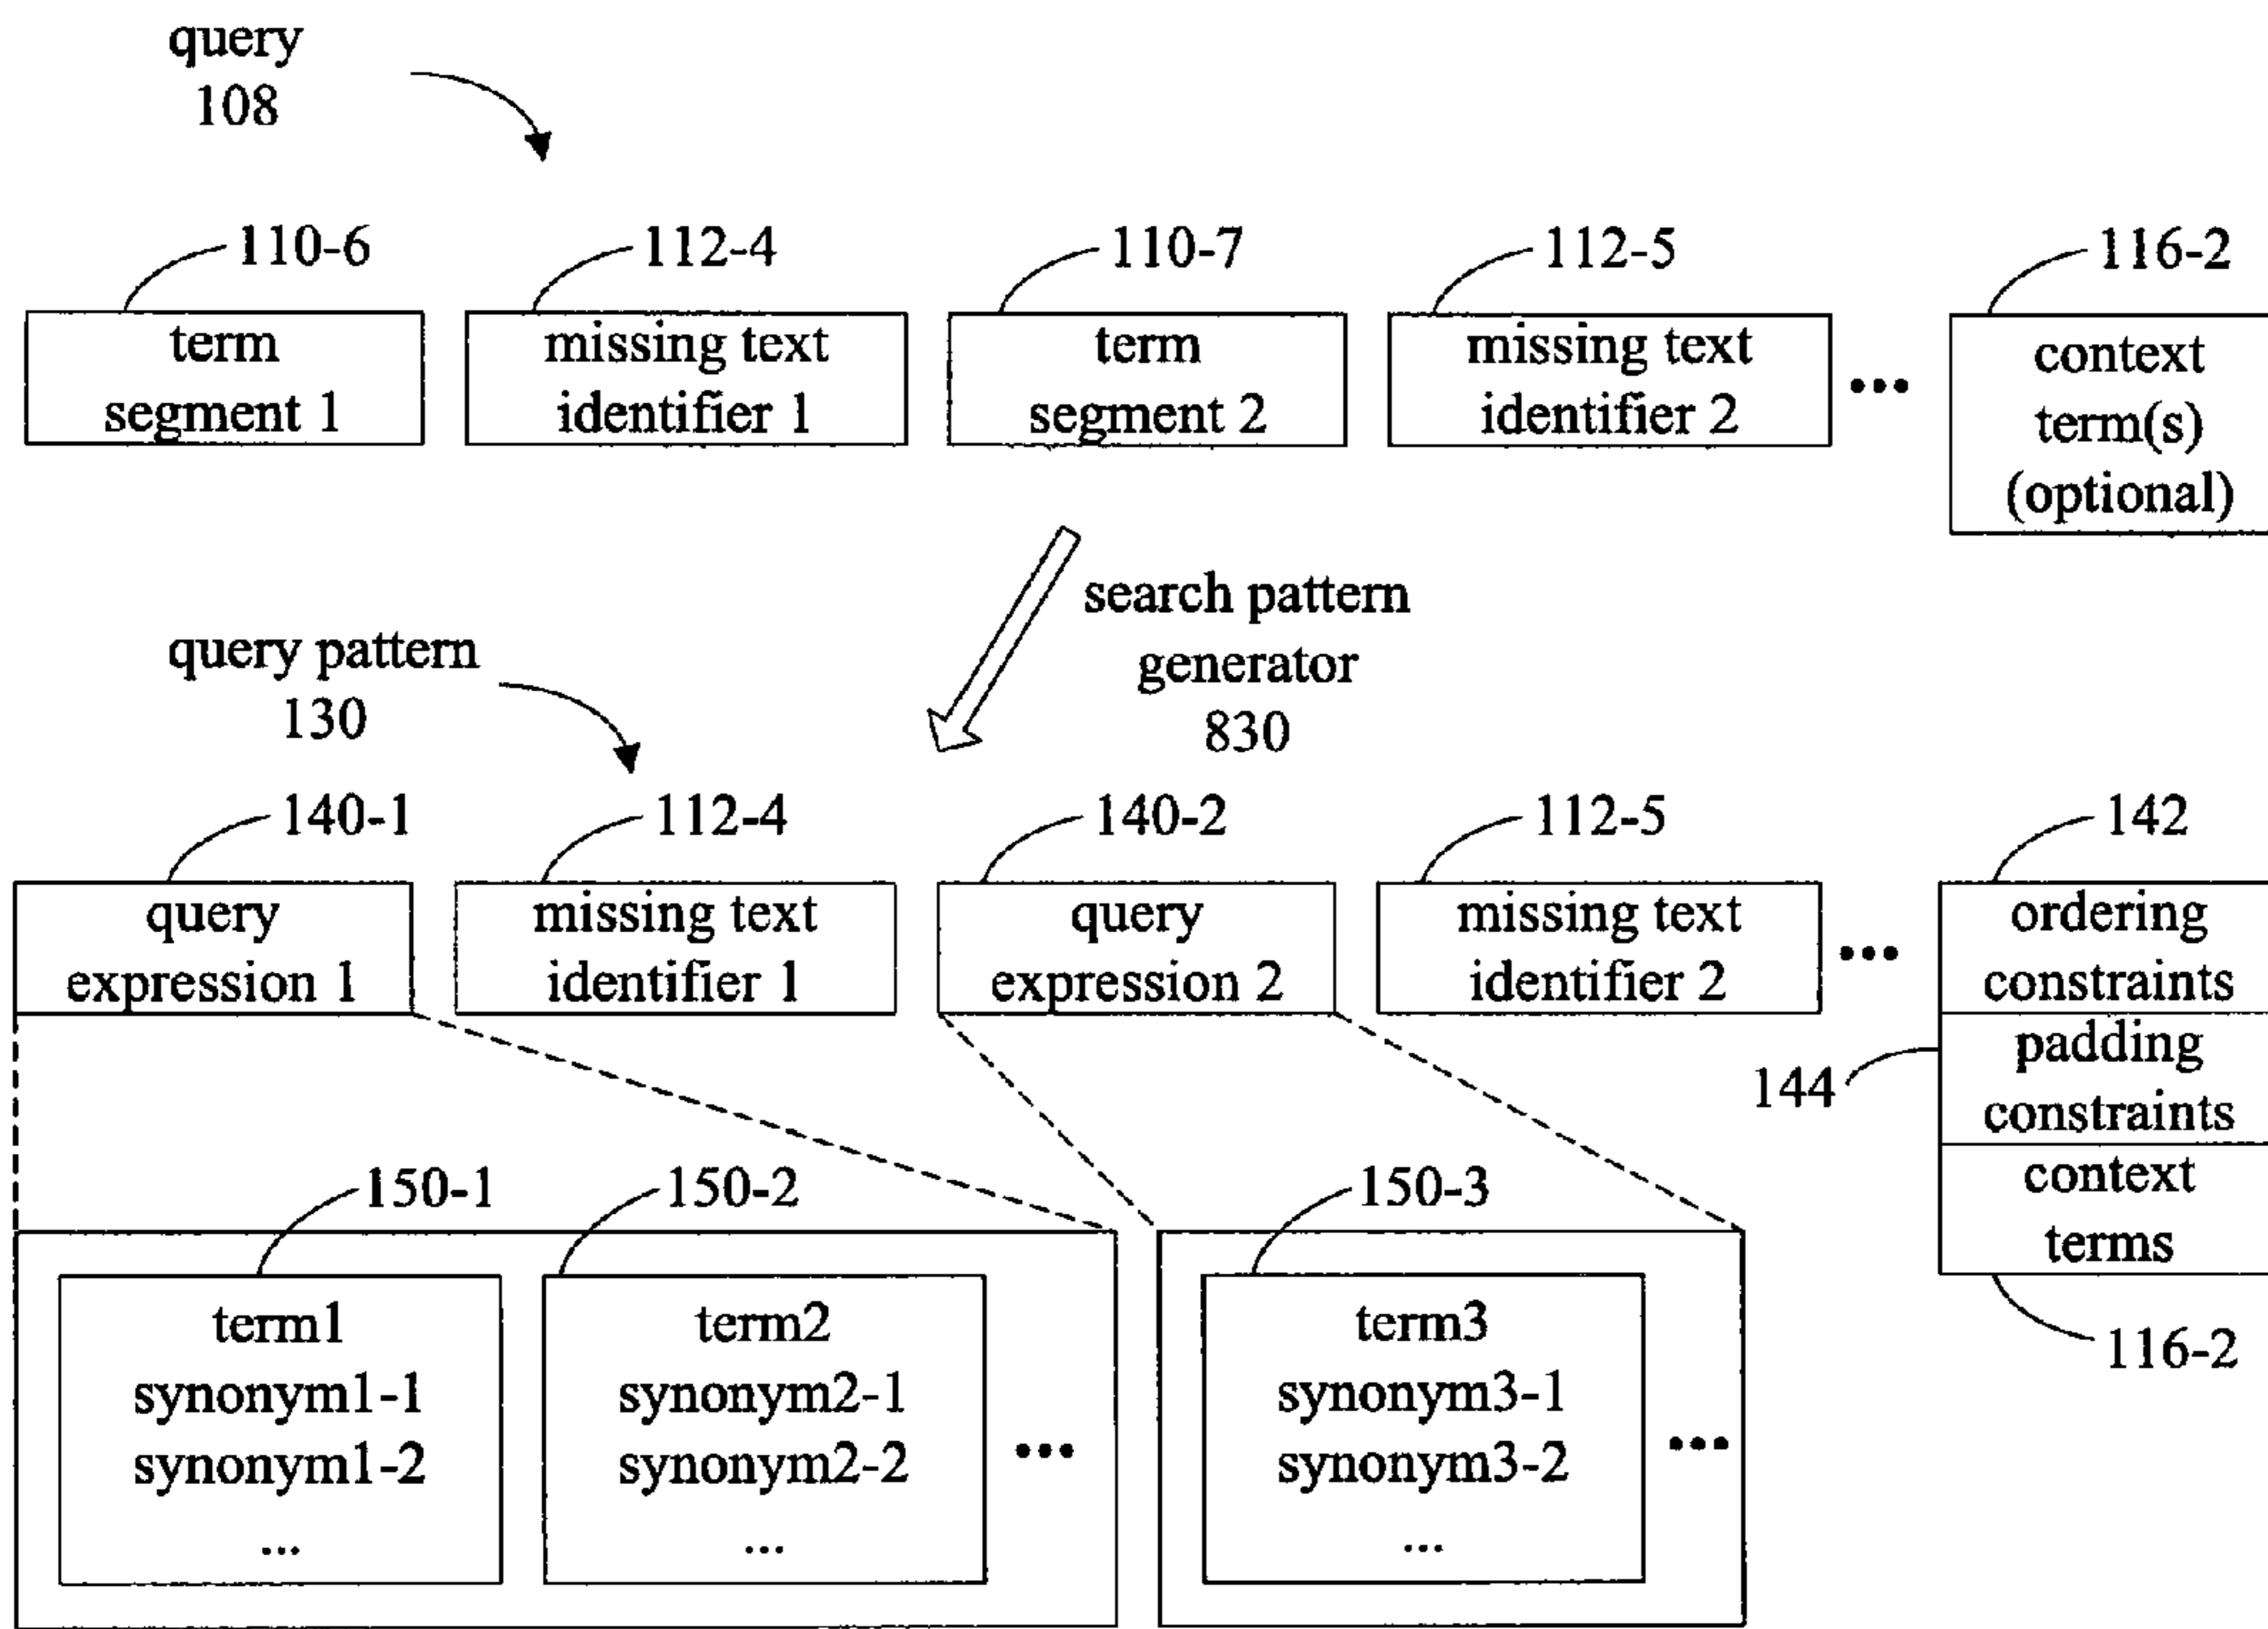 query
108
110-6
112-4
110-7
112-5
116-2
term
segment 1
missing text
identifier 1
term
segment 2
missing text
identifier 2
...
context
term(s)
(optional)
search pattern
generator
830
query pattern
130
140-1
112-4
140-2
112-5
142
query
expression 1
missing text
identifier 1
query
expression 2
missing text
identifier 2
...
ordering
constraints
144
padding
constraints
context
terms
116-2
150-1
150-2
150-3
term1
synonym1-1
synonym1-2
...
term2
synonym2-1
synonym2-2
...
...
term3
synonym3-1
synonym3-2
...
...